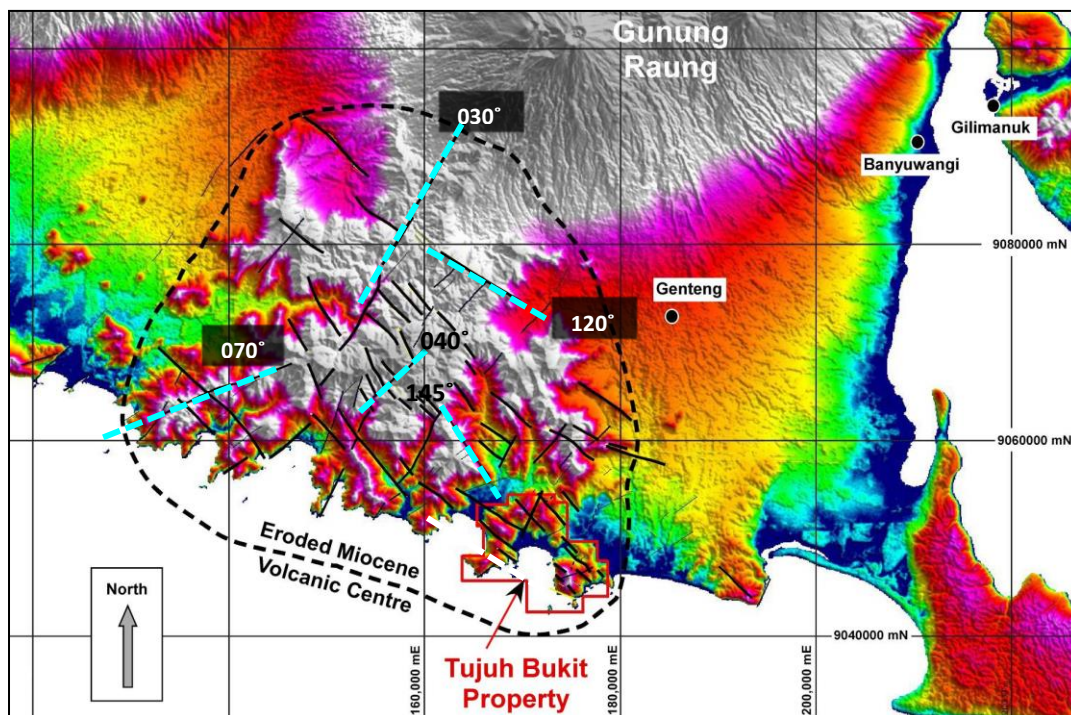 Gunung
Raung
030°
Gilimanuk
Banyuwangi
9080000 mN
Genteng
120°
070°
040°
145°
9060000 mN
Eroded Miocene
Volcanic Centre
North
9040000 mN
160,000 mE
180,000 mE
200,000 mE
Tujuh Bukit
Property